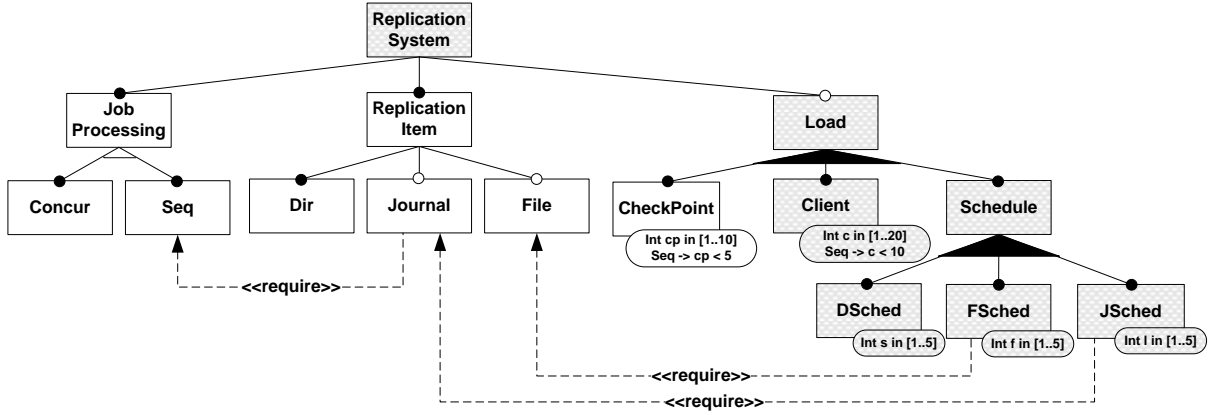 Replication
System
Job
Processing
Replication
Item
Load
Concur
Seq
Dir
Journal
File
CheckPoint
Int cp in [1..10]
Seq -> cp < 5
Client
Int c in [1..20]
Seq -> c < 10
Schedule
<<require>>
DSched
Int s in [1..5]
FSched
Int f in [1..5]
JSched
Int l in [1..5]
<<require>>
<<require>>